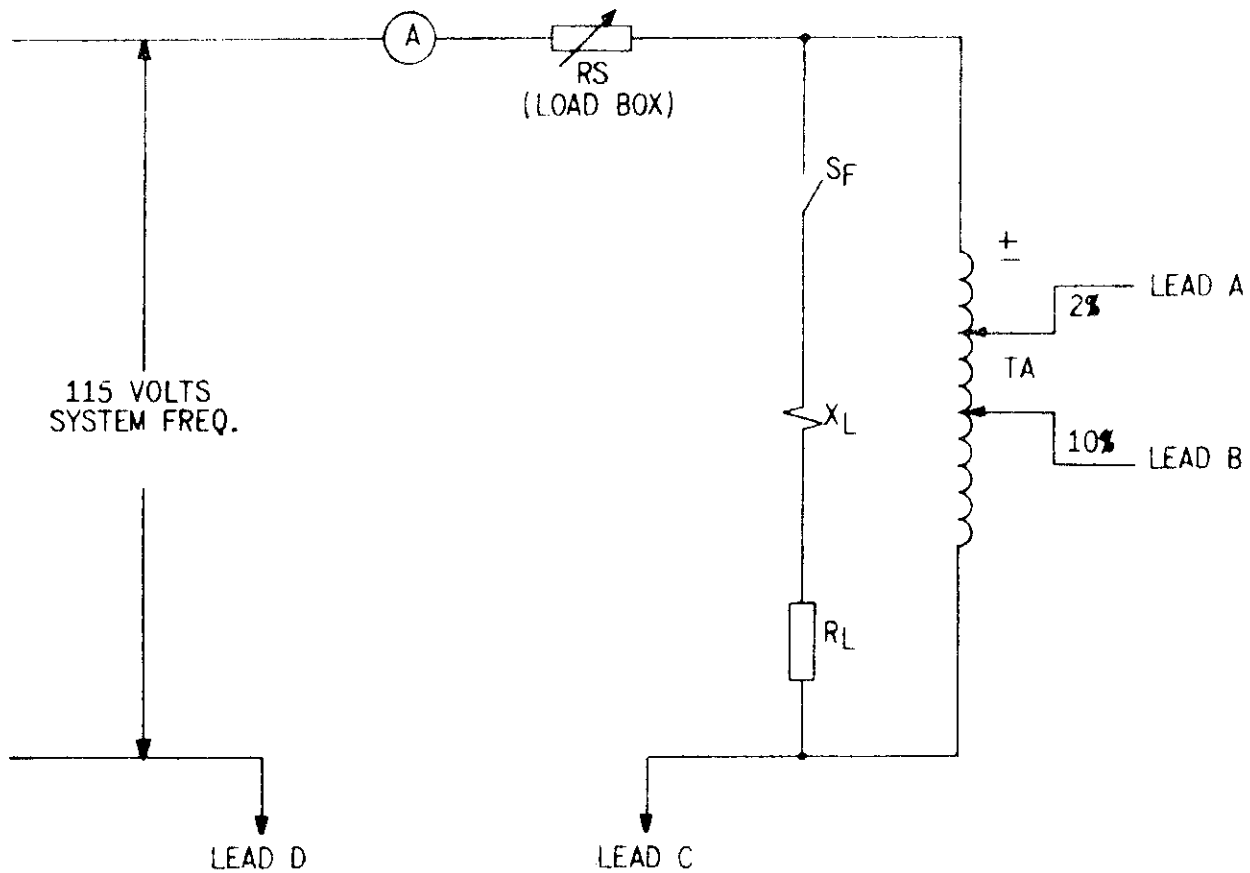 A
RS
(LOAD BOX)
SF
±
LEAD A
2%
TA
115 VOLTS
SYSTEM FREQ.
XL
10%
LEAD B
RL
LEAD D
LEAD C